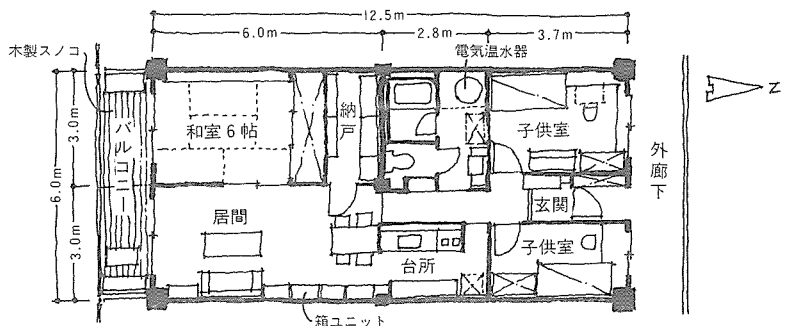 12.5m
6.0m
2.8m
3.7m
木製スノコ
電気温水器
6.0m
3.0m
3.0m
バルコニー
和室6帖
納戸
子供室
外廊下
N
居間
玄関
台所
子供室
箱ユニット